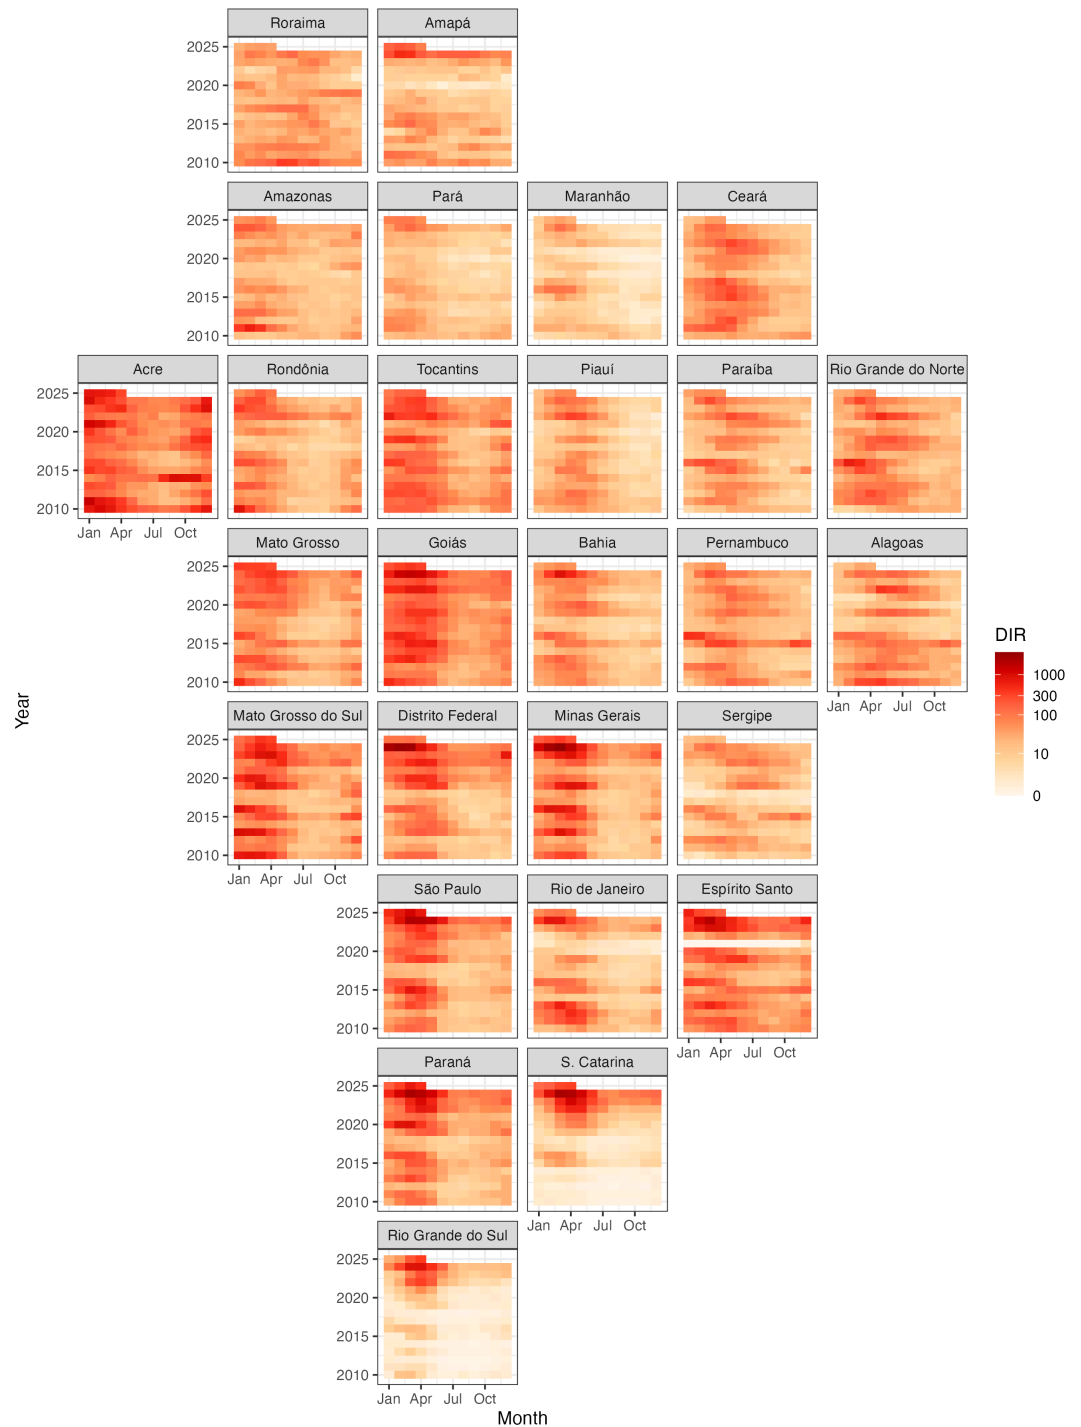 Roraima Amapá
2025
2020
2015
2010
Amazonas Pará Maranhão Ceará
2025
2020
2015
2010
Acre Rondônia Tocantins Piauí Paraíba Rio Grande do Norte
2025
2020
2015
2010
Jan Apr Jul Oct
Mato Grosso Goiás Bahia Pernambuco Alagoas
2025
2020
2015
2010
Jan Apr Jul Oct
Mato Grosso do Sul Distrito Federal Minas Gerais Sergipe
2025
2020
2015
2010
Jan Apr Jul Oct
São Paulo Rio de Janeiro Espírito Santo
2025
2020
2015
2010
Jan Apr Jul Oct
Paraná S. Catarina
2025
2020
2015
2010
Jan Apr Jul Oct
Rio Grande do Sul
2025
2020
2015
2010
Jan Apr Jul Oct
Month
Year
DIR
1000
300
100
10
0